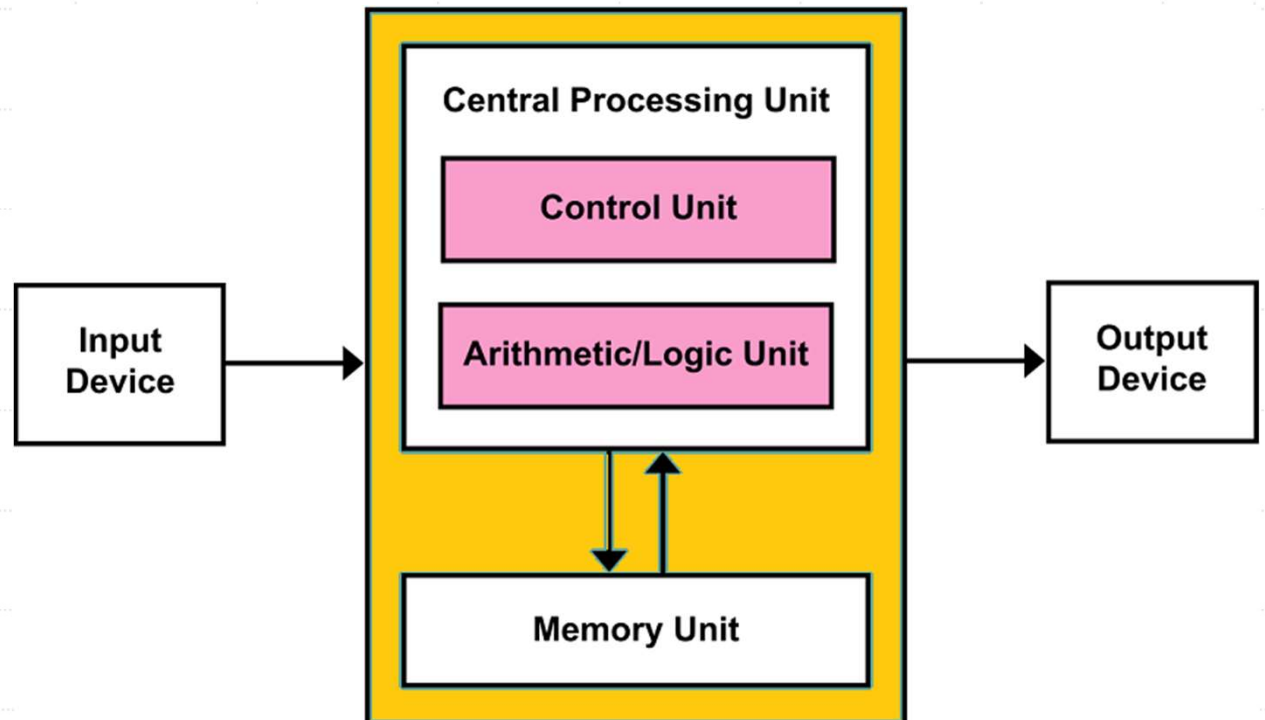 Central Processing Unit
Control Unit
Arithmetic/Logic Unit
Input
Device
Output
Device
Memory Unit